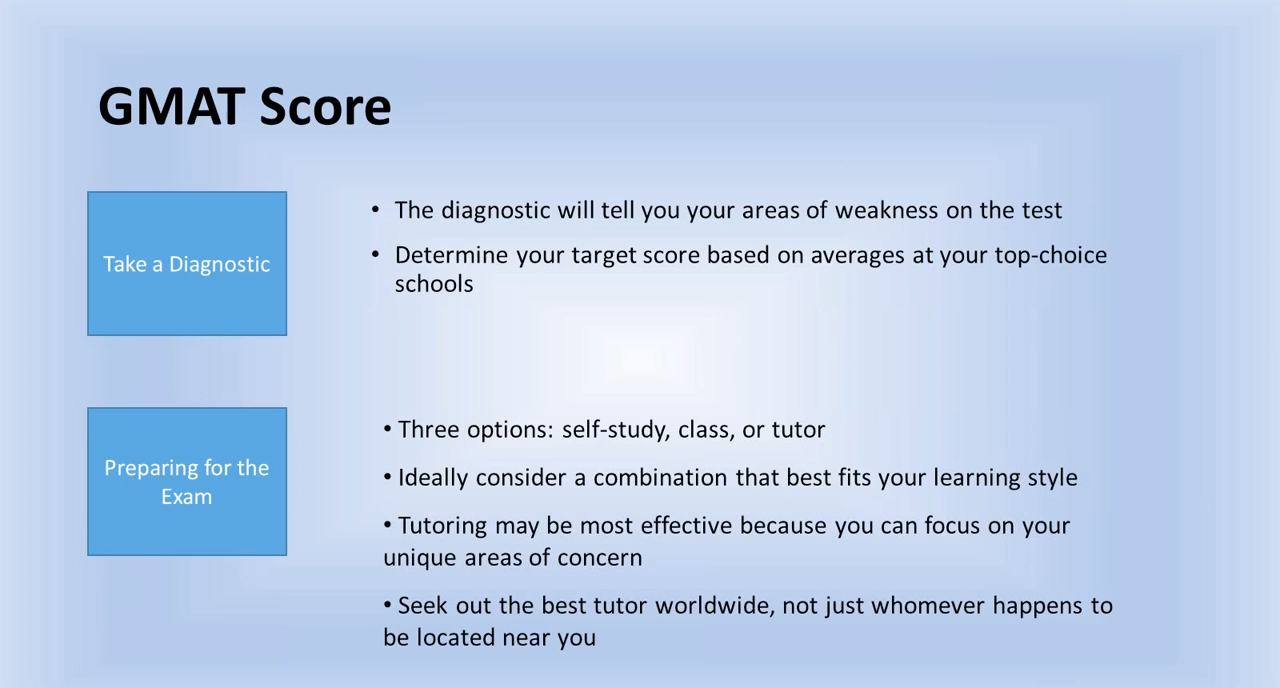 GMAT Score
Take a Diagnostic
• The diagnostic will tell you your areas of weakness on the test
• Determine your target score based on averages at your top-choice
schools
Preparing for the
Exam
• Three options: self-study, class, or tutor
• Ideally consider a combination that best fits your learning style
• Tutoring may be most effective because you can focus on your
unique areas of concern
• Seek out the best tutor worldwide, not just whomever happens to
be located near you